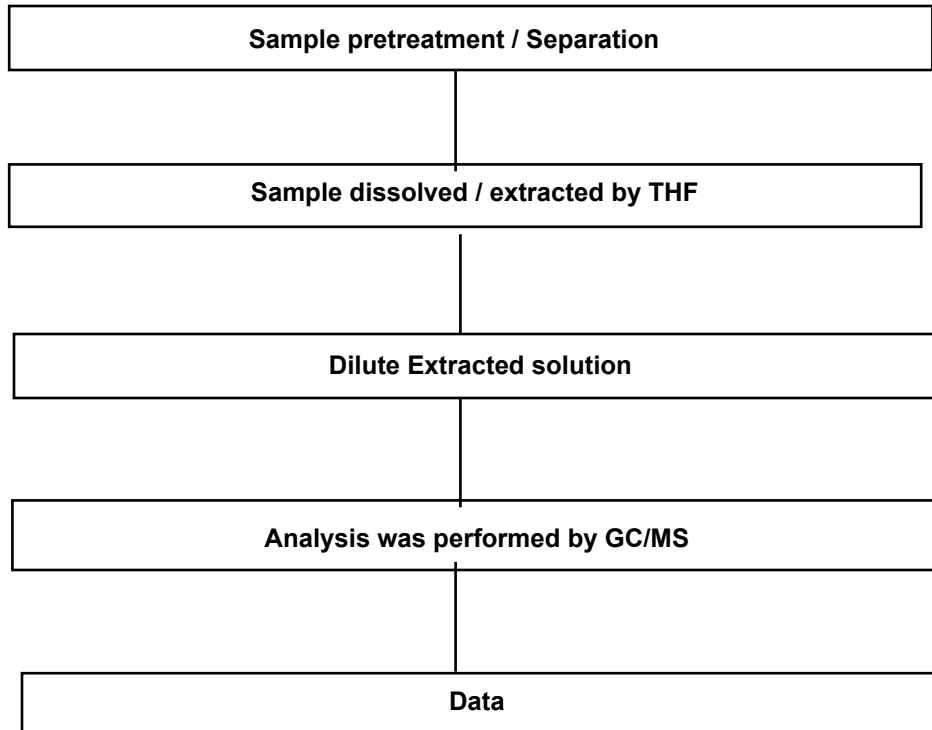 Sample pretreatment / Separation
Sample dissolved / extracted by THF
Dilute Extracted solution
Analysis was performed by GC/MS
Data